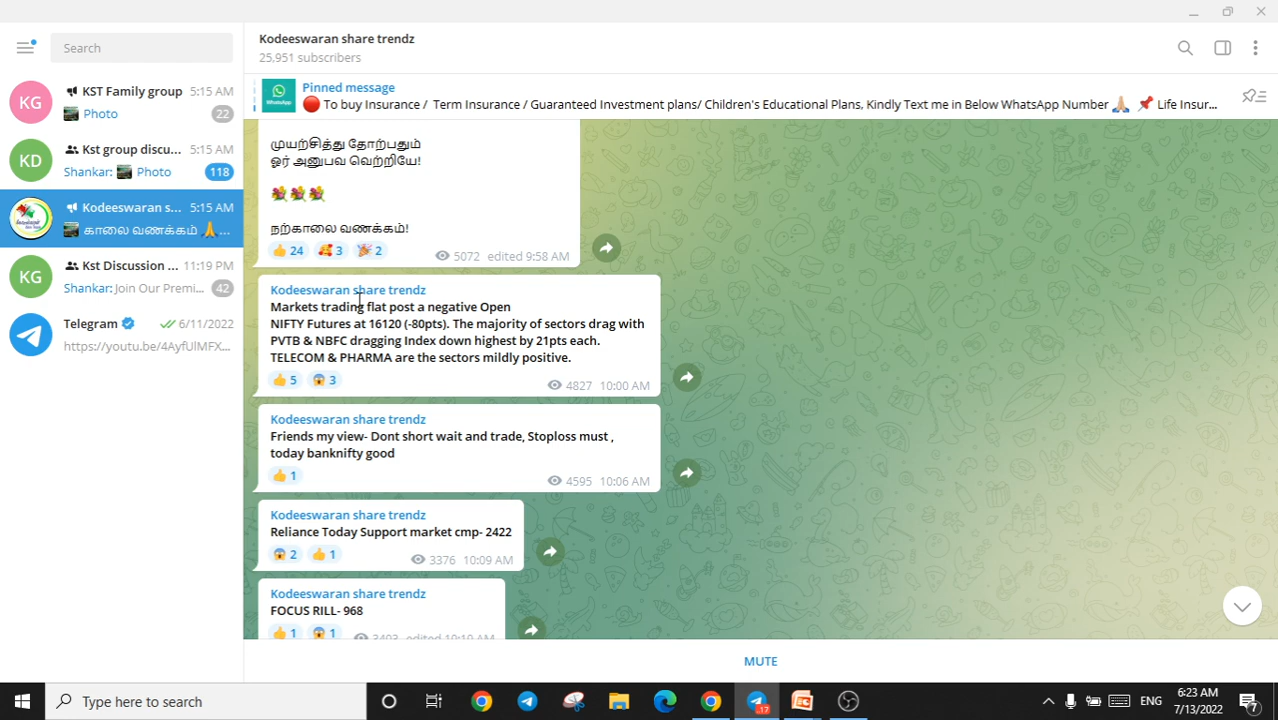 Search
KG
KST Family group
5:15 AM
Photo
22
KD
Kst group discu...
5:15 AM
Shankar: Photo
118
Kodeeswaran s...
5:15 AM
காலை வணக்கம் 🙏...
KG
Kst Discussion ...
11:19 PM
Shankar: Join Our Premi...
42
Telegram
6/11/2022
https://youtu.be/4AyfUlMFX...
Kodeeswaran share trendz
25,951 subscribers
WhatsApp
Pinned message
🔴 To buy Insurance / Term Insurance / Guaranteed Investment plans/ Children's Educational Plans, Kindly Text me in Below WhatsApp Number 🙏🏼 📌 Life Insur...
முயற்சித்து தோற்பதும்
ஓர் அனுபவ வெற்றியே!
💐💐💐
நற்காலை வணக்கம்!
👍 24 🥰 3 🎉 2
5072 edited 9:58 AM
Kodeeswaran share trendz
Markets trading flat post a negative Open
NIFTY Futures at 16120 (-80pts). The majority of sectors drag with
PVTB & NBFC dragging Index down highest by 21pts each.
TELECOM & PHARMA are the sectors mildly positive.
👍 5 😱 3
4827 10:00 AM
Kodeeswaran share trendz
Friends my view- Dont short wait and trade, Stoploss must ,
today banknifty good
👍 1
4595 10:06 AM
Kodeeswaran share trendz
Reliance Today Support market cmp- 2422
😱 2 👍 1
3376 10:09 AM
Kodeeswaran share trendz
FOCUS RILL- 968
👍 1 😱 1
3493 edited 10:10 AM
MUTE
Type here to search
17
ENG
6:23 AM
7/13/2022
7